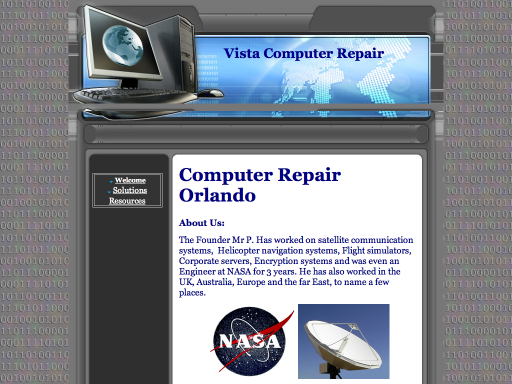 Vista Computer Repair
Welcome
Solutions
Resources
Computer Repair
Orlando
About Us:
The Founder Mr P. Has worked on satellite communication
systems, Helicopter navigation systems, Flight simulators,
Corporate servers, Encryption systems and was even an
Engineer at NASA for 3 years. He has also worked in the
UK, Australia, Europe and the far East, to name a few
places.
NASA